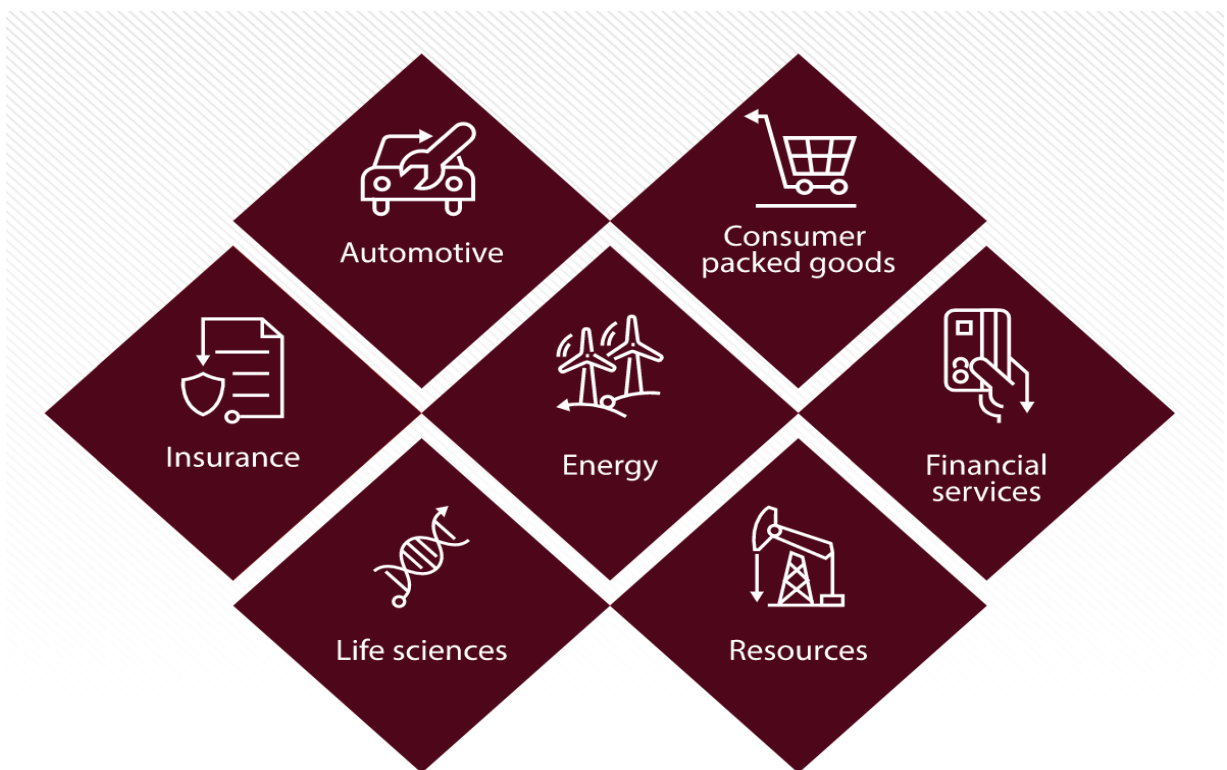 Automotive
Consumer
packed goods
Insurance
Energy
Financial
services
Life sciences
Resources